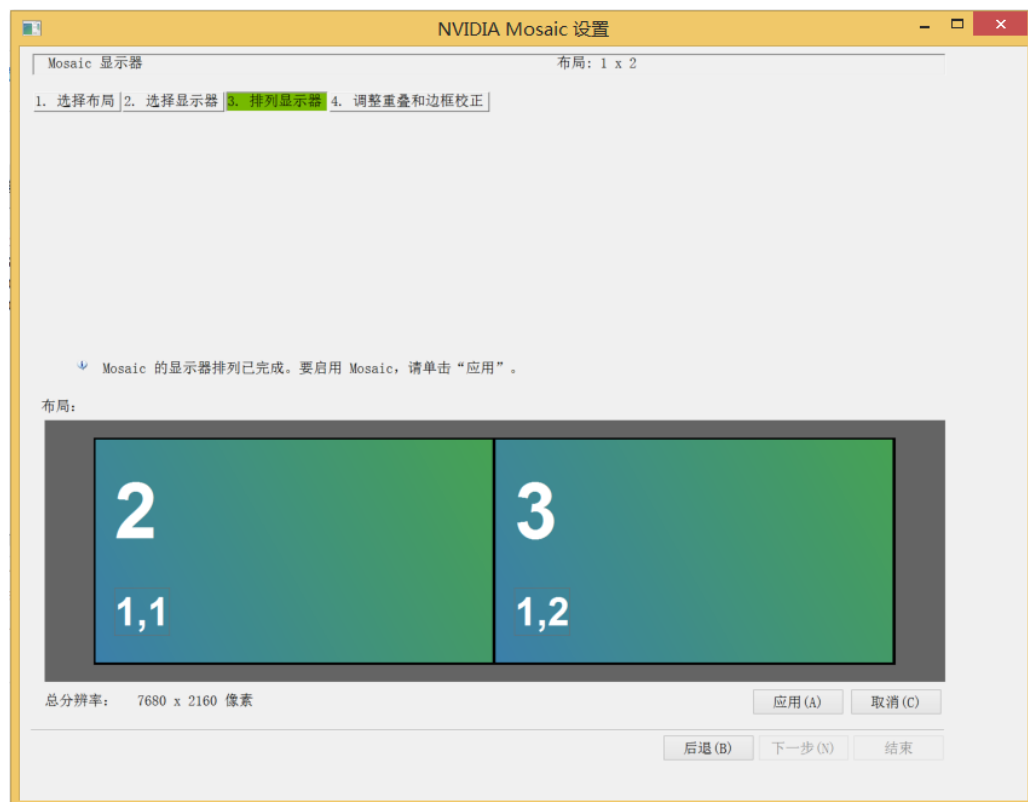 NVIDIA Mosaic 设置
Mosaic 显示器 布局: 1 x 2
1. 选择布局 2. 选择显示器 3. 排列显示器 4. 调整重叠和边框校正
Mosaic 的显示器排列已完成。要启用 Mosaic，请单击“应用”。
布局:
2 3
1,1 1,2
总分辨率: 7680 x 2160 像素 应用(A) 取消(C)
后退(B) 下一步(N) 结束